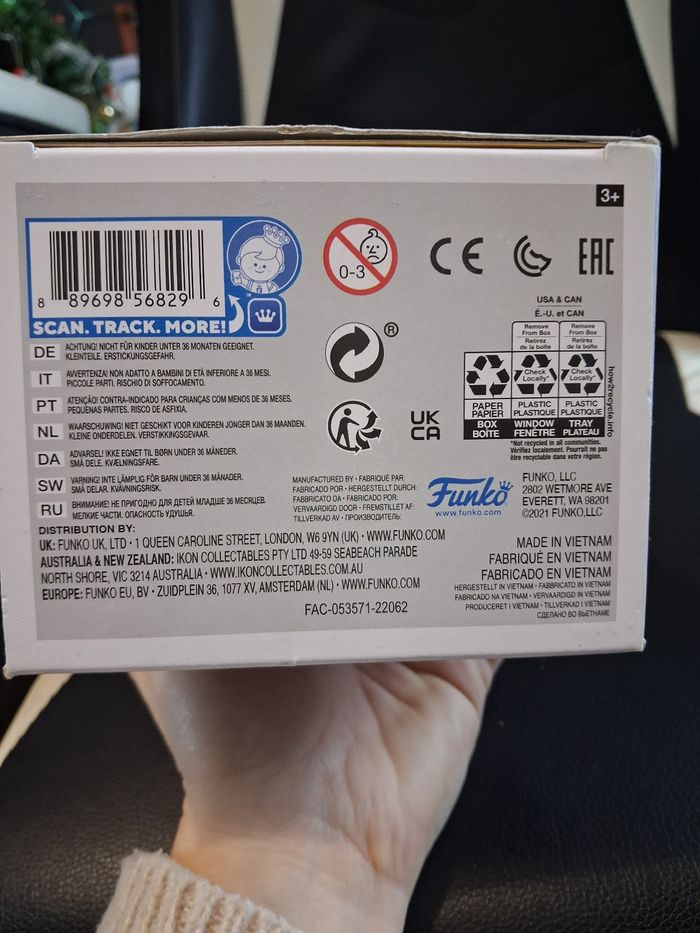 3+
8 89698 56829 6
SCAN. TRACK. MORE!
0-3
CE
EAC
USA & CAN
É.-U. et CAN
Remove From Box
Retirez de la boîte
Remove From Box
Retirez de la boîte
Check Locally*
Check Locally*
PAPER
PAPIER
BOX
BOÎTE
PLASTIC
PLASTIQUE
WINDOW
FENÊTRE
PLASTIC
PLASTIQUE
TRAY
PLATEAU
how2recycle.info
*Not recycled in all communities.
Vérifiez localement. Pourrait ne pas
être recyclable dans votre région.
®
UK
CA
DE ACHTUNG! NICHT FÜR KINDER UNTER 36 MONATEN GEEIGNET.
KLEINTEILE. ERSTICKUNGSGEFAHR.
IT AVVERTENZA! NON ADATTO A BAMBINI DI ETÀ INFERIORE A 36 MESI.
PICCOLE PARTI. RISCHIO DI SOFFOCAMENTO.
PT ATENÇÃO! CONTRA-INDICADO PARA CRIANÇAS COM MENOS DE 36 MESES.
PEQUENAS PARTES. RISCO DE ASFIXIA.
NL WAARSCHUWING! NIET GESCHIKT VOOR KINDEREN JONGER DAN 36 MAANDEN.
KLEINE ONDERDELEN. VERSTIKKINGSGEVAAR.
DA ADVARSEL! IKKE EGNET TIL BØRN UNDER 36 MÅNEDER.
SMÅ DELE. KVÆLNINGSFARE.
SW VARNING! INTE LÄMPLIG FÖR BARN UNDER 36 MÅNADER.
SMÅ DELAR. KVÄVNINGSRISK.
RU ВНИМАНИЕ! НЕ ПРИГОДНО ДЛЯ ДЕТЕЙ МЛАДШЕ 36 МЕСЯЦЕВ.
МЕЛКИЕ ЧАСТИ. ОПАСНОСТЬ УДУШЬЯ.
MANUFACTURED BY · FABRIQUÉ PAR:
FABRICADO POR · HERGESTELLT DURCH:
FABBRICATO DA · FABRICADO POR:
VERVAARDIGD DOOR · FREMSTILLET AF:
TILLVERKAD AV · ПРОИЗВОДИТЕЛЬ:
Funko
www.funko.com
FUNKO, LLC
2802 WETMORE AVE
EVERETT, WA 98201
©2021 FUNKO,LLC
DISTRIBUTION BY:
UK: FUNKO UK, LTD · 1 QUEEN CAROLINE STREET, LONDON, W6 9YN (UK) · WWW.FUNKO.COM
AUSTRALIA & NEW ZEALAND: IKON COLLECTABLES PTY LTD 49-59 SEABEACH PARADE
NORTH SHORE, VIC 3214 AUSTRALIA · WWW.IKONCOLLECTABLES.COM.AU
EUROPE: FUNKO EU, BV · ZUIDPLEIN 36, 1077 XV, AMSTERDAM (NL) · WWW.FUNKO.COM
FAC-053571-22062
MADE IN VIETNAM
FABRIQUÉ EN VIETNAM
FABRICADO EN VIETNAM
HERGESTELLT IN VIETNAM · FABBRICATO IN VIETNAM
FABRICADO NA VIETNAM · VERVAARDIGD IN VIETNAM
PRODUCERET I VIETNAM · TILLVERKAD I VIETNAM
СДЕЛАНО ВО ВЬЕТНАМЕ